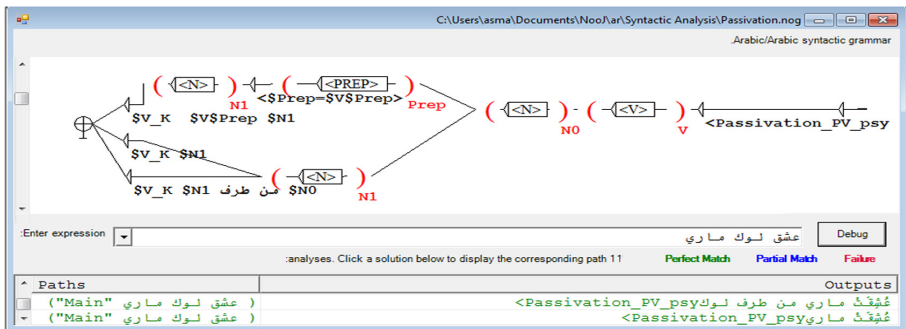 C:\Users\asma\Documents\NooJ\ar\Syntactic Analysis\Passivation.nog
.Arabic/Arabic syntactic grammar
<N> N1 <PREP> Prep
<$Prep=$V$Prep>
$V_K $V$Prep $N1
<N> N0 <V> V
<Passivation_PV_psy
$V_K $N1
<N> N1
$V_K $N1 من طرف $N0
:Enter expression
عشق لوك ماري
Debug
:analyses. Click a solution below to display the corresponding path 11
Perfect Match
Partial Match
Failure
Paths
Outputs
( عشق لوك ماري "Main")
عُشِقَتْ ماري من طرف لوك<Passivation_PV_psy
( عشق لوك ماري "Main")
عُشِقَتْ ماري<Passivation_PV_psy